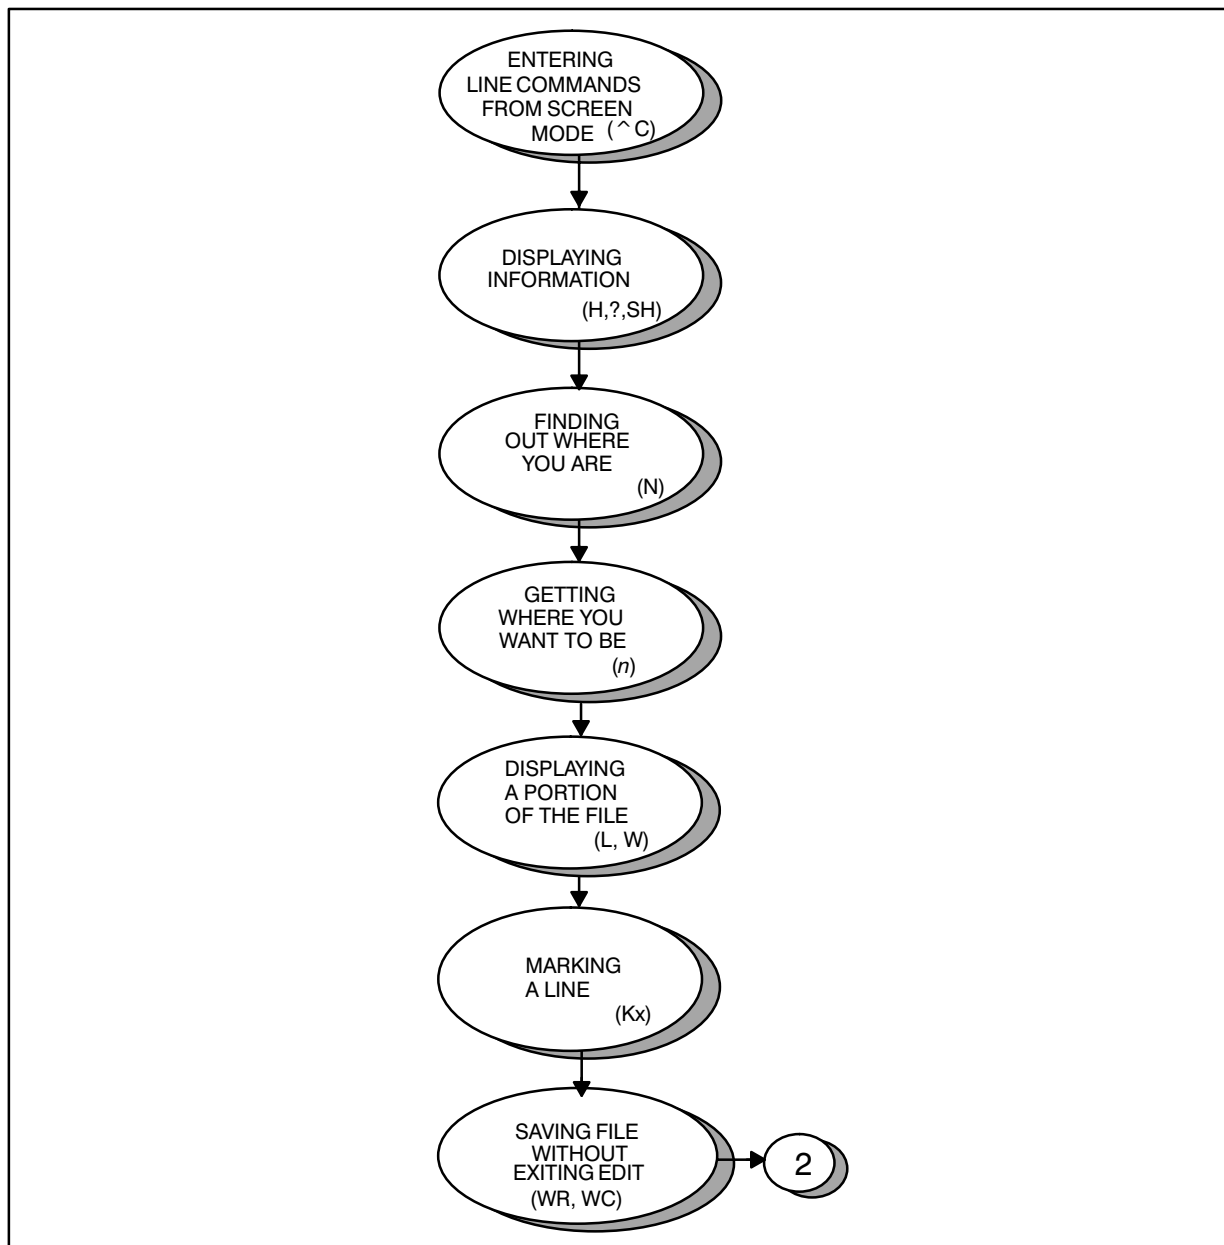 ENTERING
LINE COMMANDS
FROM SCREEN
MODE (^C)
DISPLAYING
INFORMATION
(H,?,SH)
FINDING
OUT WHERE
YOU ARE
(N)
GETTING
WHERE YOU
WANT TO BE
(n)
DISPLAYING
A PORTION
OF THE FILE
(L, W)
MARKING
A LINE
(Kx)
SAVING FILE
WITHOUT
EXITING EDIT
(WR, WC)
2